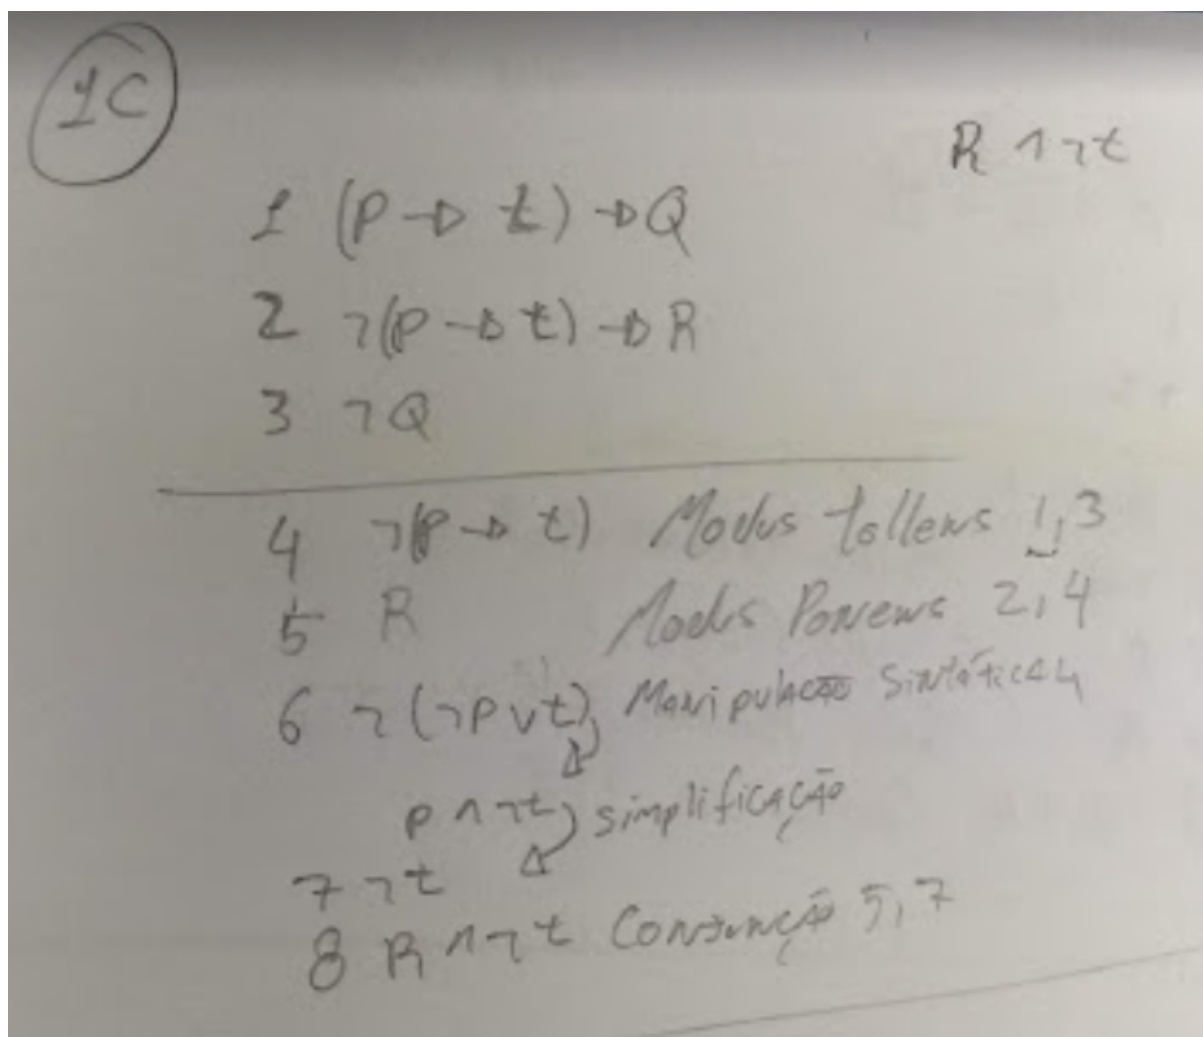 1C
R ∧ ¬t
1 (P → t) → Q
2 ¬(P → t) → R
3 ¬Q
4 ¬(P → t) Modus tollens 1,3
5 R Modus Ponens 2,4
6 ¬(¬P ∨ t) Manipulação Sintática 4
P ∧ ¬t simplificação
7 ¬t
8 R ∧ ¬t Conjunção 5,7